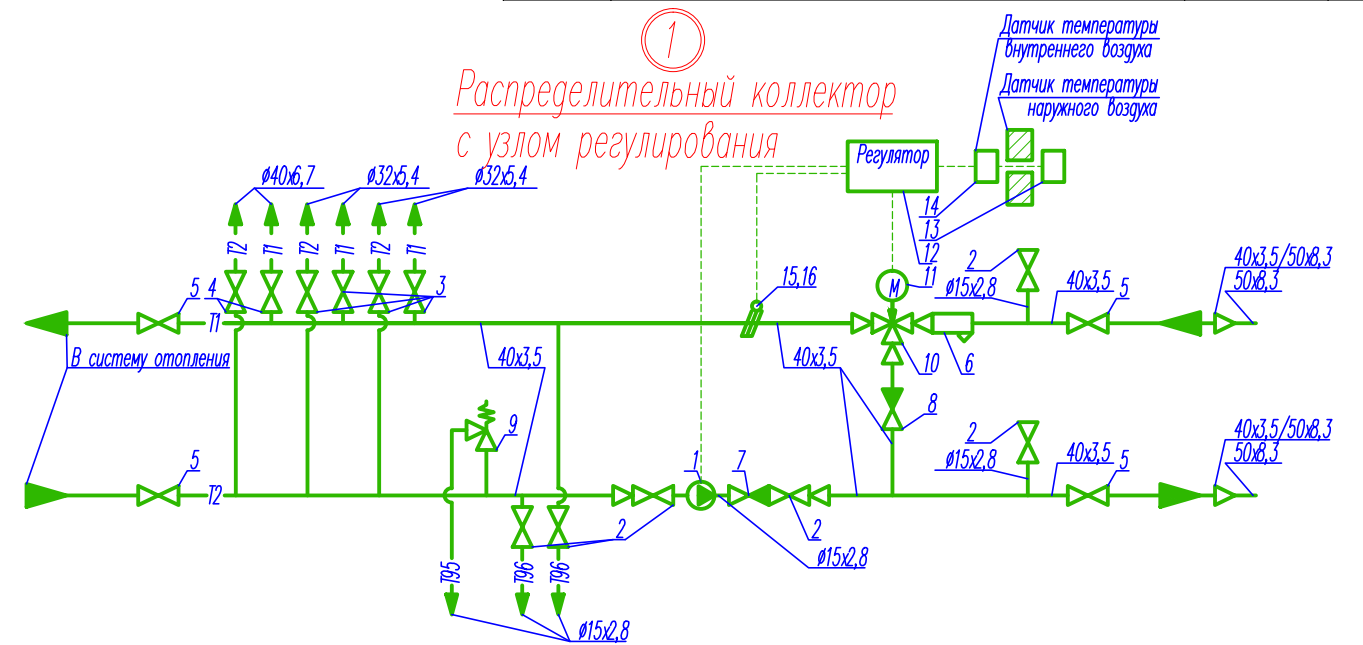 1
Распределительный коллектор
с узлом регулирования
Датчик температуры
внутреннего воздуха
Датчик температуры
наружного воздуха
Регулятор
14
13
12
ø40х6,7
ø32х5,4
ø32х5,4
Т2
Т1
Т2
Т1
Т2
Т1
5
4
3
15,16
М
11
2
ø15х2,8
40х3,5
5
40х3,5/50х8,3
50х8,3
Т1
В систему отопления
40х3,5
40х3,5
10
6
8
9
5
Т2
1
7
2
ø15х2,8
40х3,5
5
40х3,5/50х8,3
50х8,3
2
2
ø15х2,8
Т95
Т96
Т96
ø15х2,8